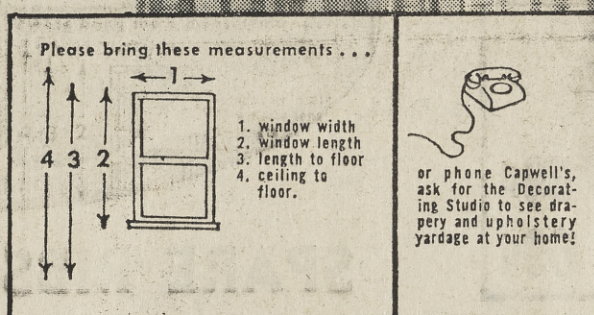 Please bring these measurements...
1
4 3 2
1. window width
2. window length
3. length to floor
4. ceiling to
floor.
or phone Capwell's,
ask for the Decorat-
ing Studio to see dra-
pery and upholstery
yardage at your home!